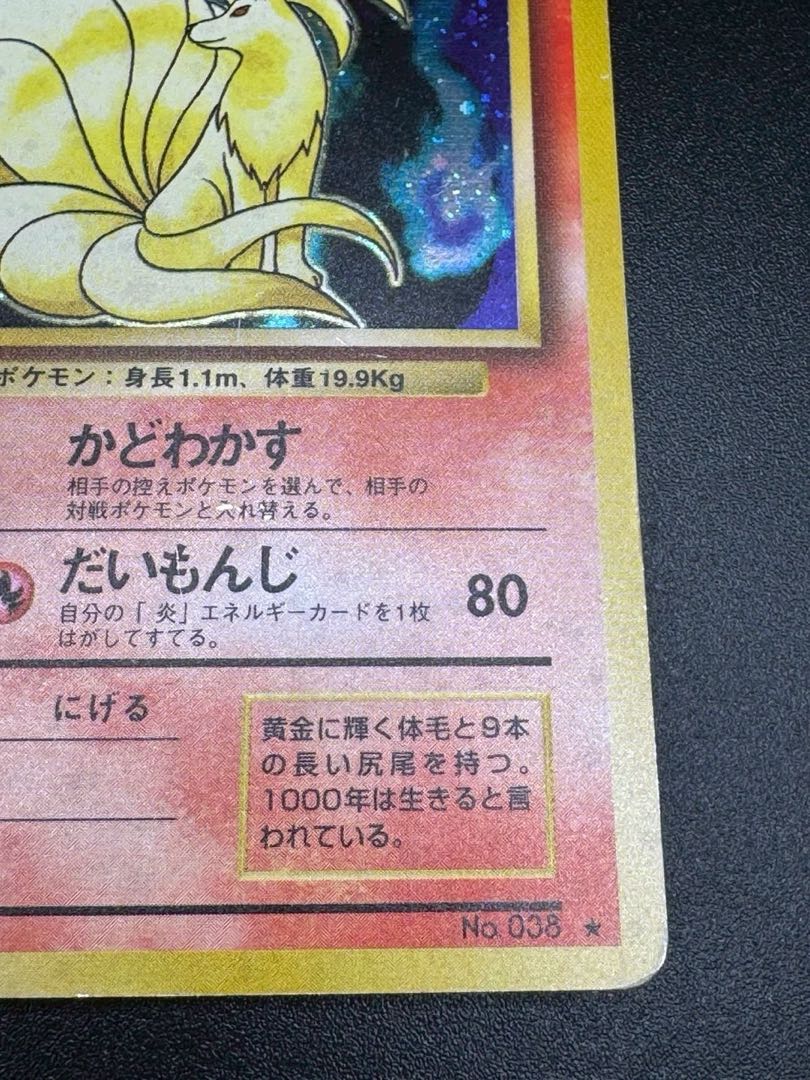 ポケモン：身長1.1m、体重19.9Kg
かどわかす
相手の控えポケモンを選んで、相手の
対戦ポケモンと入れ替える。
だいもんじ 80
自分の「炎」エネルギーカードを1枚
はがしてすてる。
にげる
黄金に輝く体毛と9本
の長い尻尾を持つ。
1000年は生きると言
われている。
No.038 ★